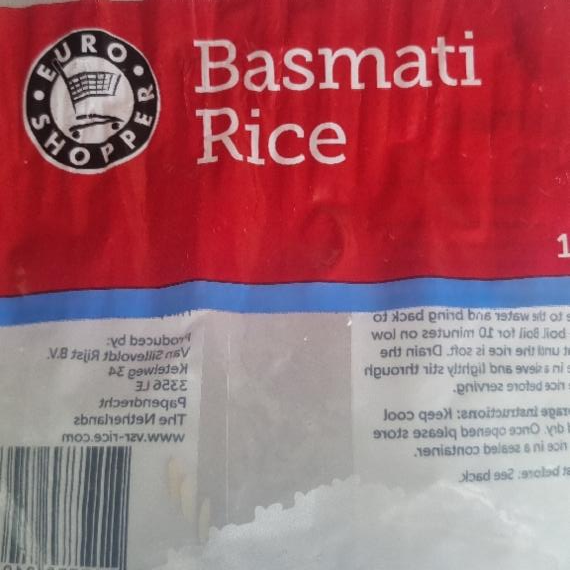 EURO SHOPPER
Basmati
Rice
1
to the water and bring back to
boil. Boil for 10 minutes on low
until the rice is soft. Drain the
in a sieve and lightly stir through
rice before serving.
Produced by:
Van Sillevoldt Rijst B.V.
Ketelweg 34
3356 LE
Papendrecht
The Netherlands
www.vsr-rice.com
Instructions: Keep cool
dry. Once opened please store
rice in a sealed container.
before: See back.